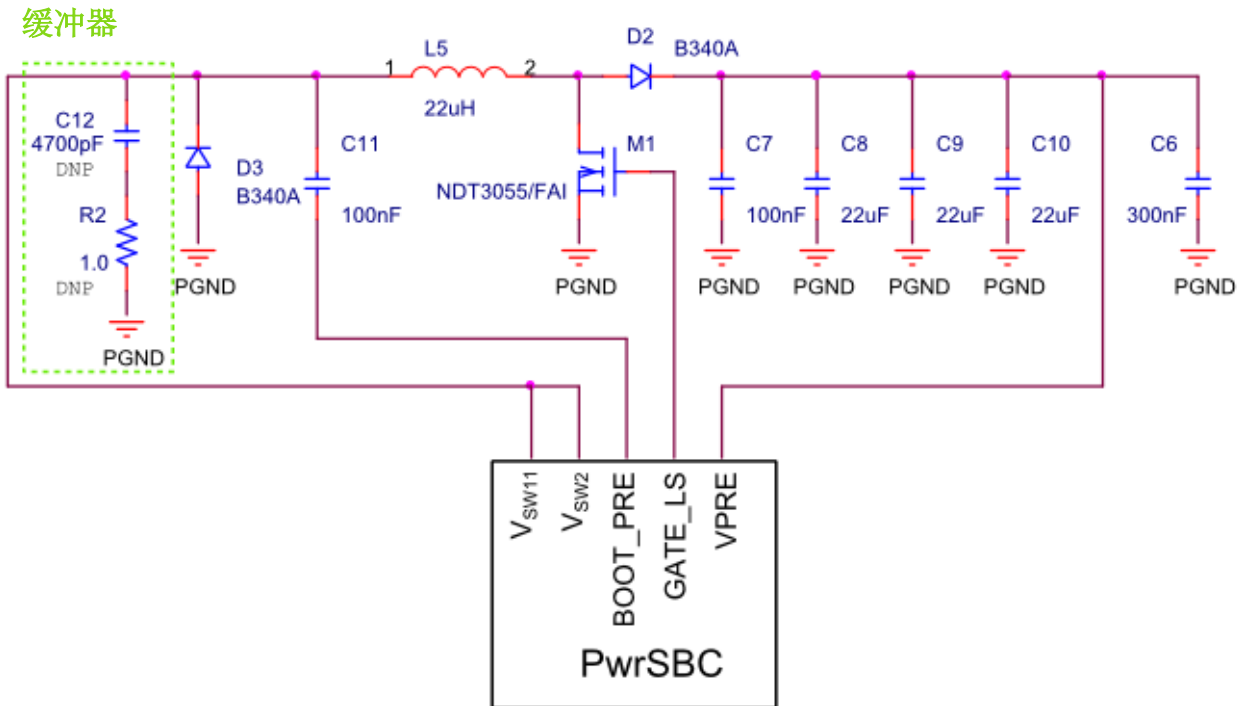 缓冲器
D2
B340A
L5
1
2
22uH
C12
4700pF
DNP
R2
1.0
DNP
PGND
D3
B340A
PGND
C11
100nF
M1
NDT3055/FAI
PGND
C7
100nF
PGND
C8
22uF
PGND
C9
22uF
PGND
C10
22uF
PGND
C6
300nF
PGND
VSW11
VSW2
BOOT_PRE
GATE_LS
VPRE
PwrSBC